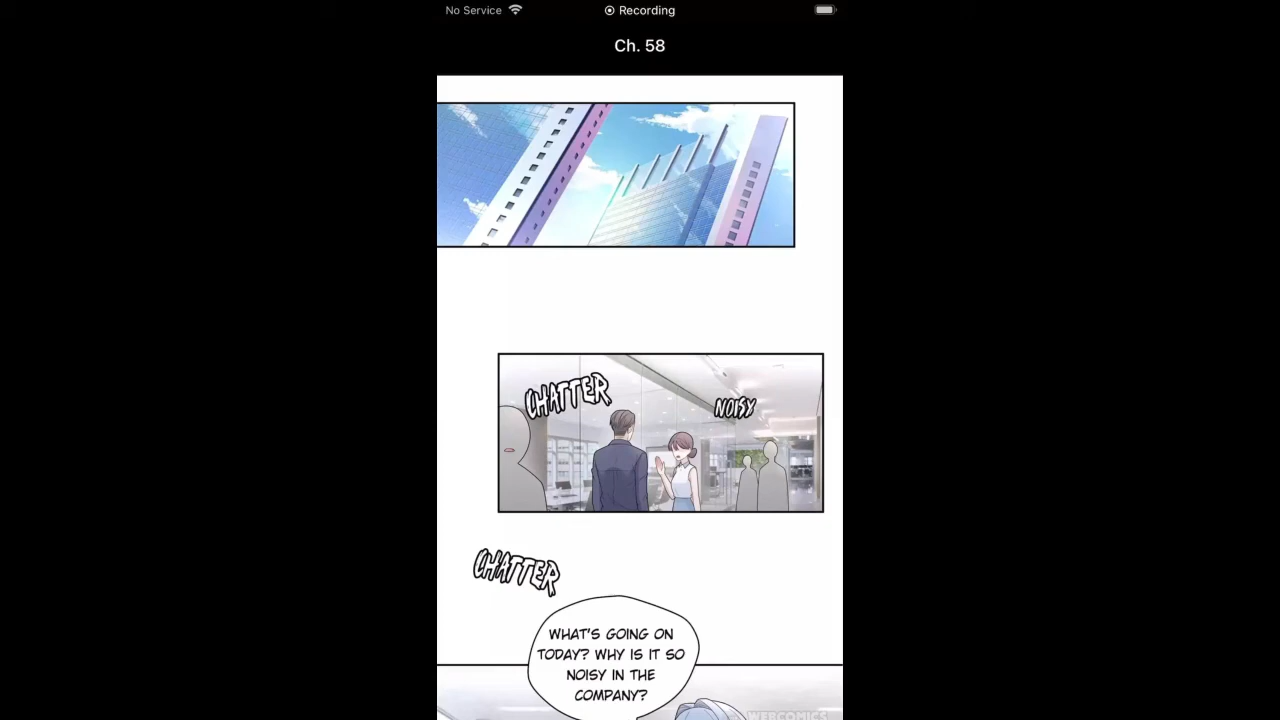 No Service
Recording
Ch. 58
CHATTER
NOISY
CHATTER
WHAT'S GOING ON
TODAY? WHY IS IT SO
NOISY IN THE
COMPANY?
WEBCOMICS